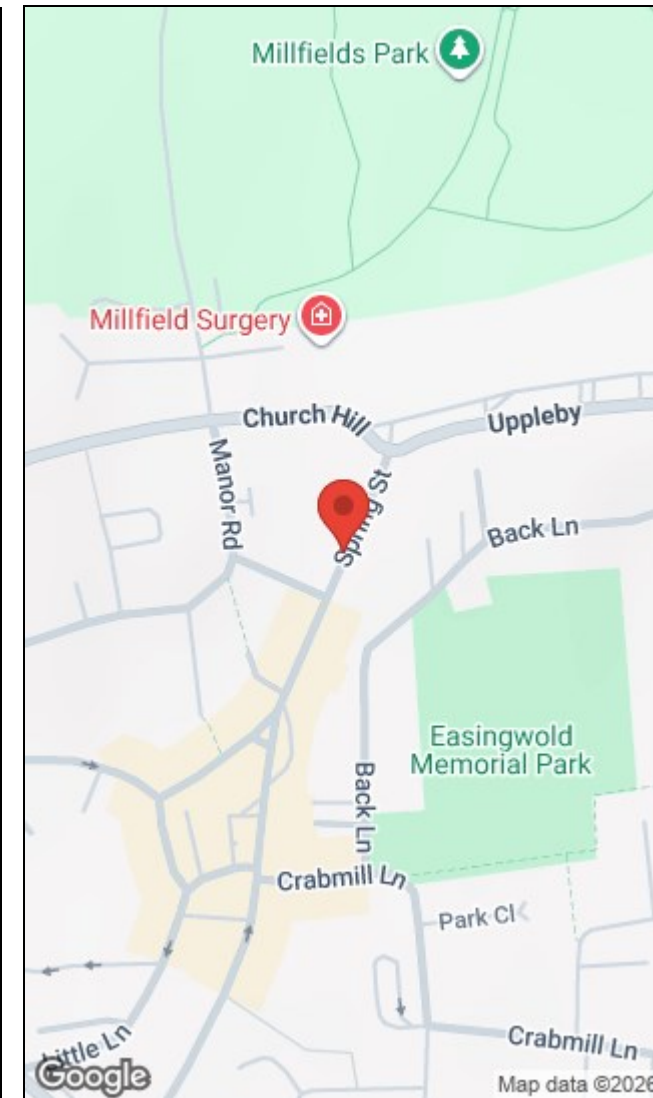 Millfields Park
Millfield Surgery
Church Hill
Uppleby
Manor Rd
Spring St
Back Ln
Easingwold
Memorial Park
Back Ln
Crabmill Ln
Park Cl
Little Ln
Crabmill Ln
Google
Map data ©2026